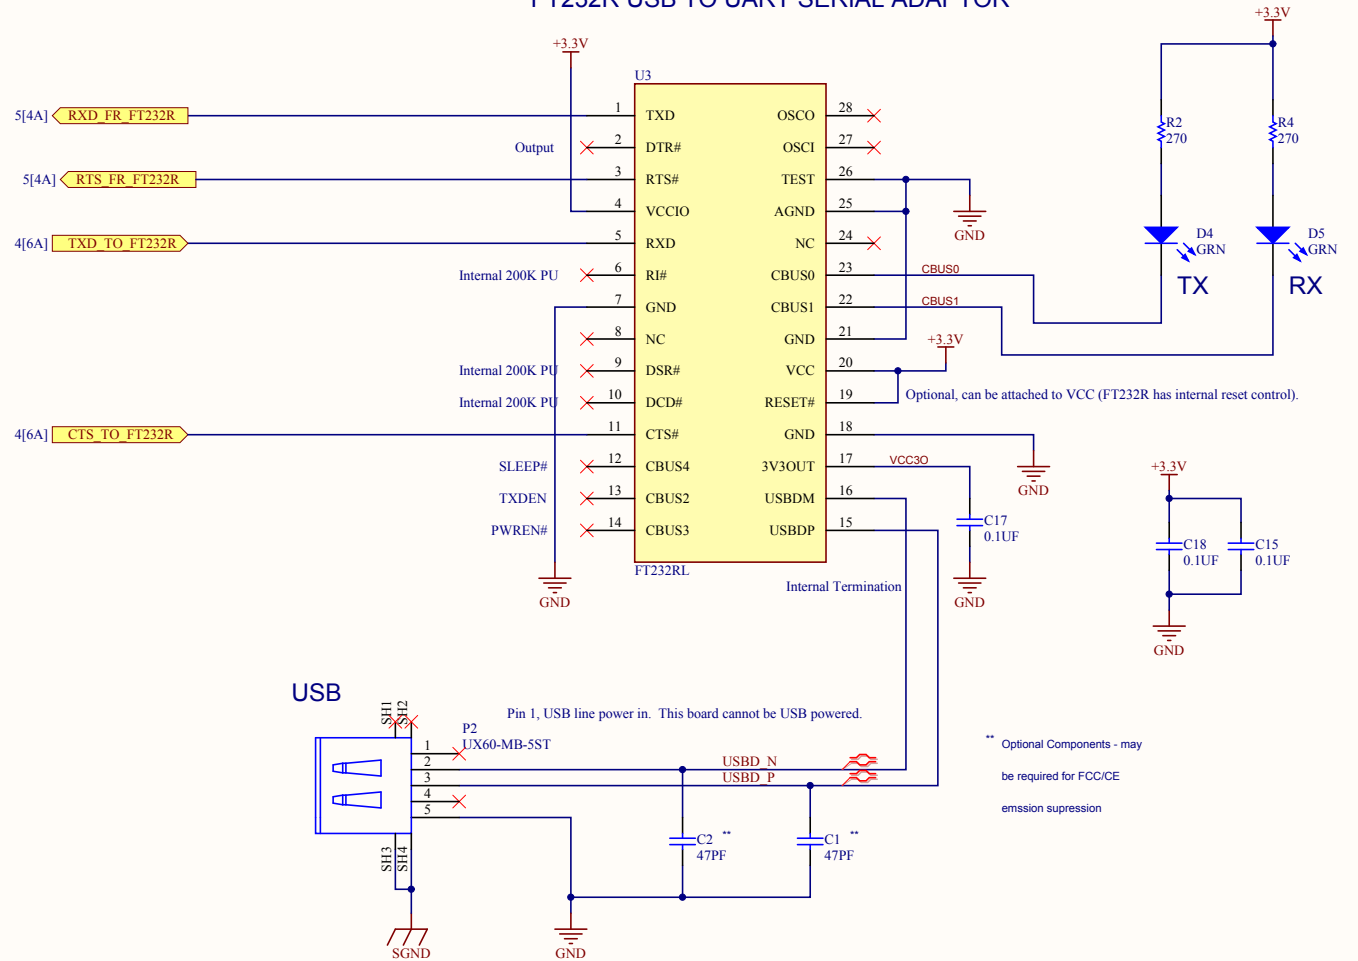 FT232R USB TO UART SERIAL ADAPTOR
+3.3V
+3.3V
U3
5[4A] RXD_FR_FT232R 1 TXD OSCO 28
Output 2 DTR# OSCI 27
R2
270
R4
270
5[4A] RTS_FR_FT232R 3 RTS# TEST 26
4 VCCIO AGND 25
GND
4[6A] TXD_TO_FT232R 5 RXD NC 24
D4
GRN
D5
GRN
Internal 200K PU 6 RI# CBUS0 23 CBUS0
TX
RX
7 GND CBUS1 22 CBUS1
8 NC GND 21
+3.3V
Internal 200K PU 9 DSR# VCC 20
Internal 200K PU 10 DCD# RESET# 19
Optional, can be attached to VCC (FT232R has internal reset control).
4[6A] CTS_TO_FT232R 11 CTS# GND 18
SLEEP# 12 CBUS4 3V3OUT 17 VCC3O
GND
+3.3V
TXDEN 13 CBUS2 USBDM 16
PWREN# 14 CBUS3 USBDP 15
C17
0.1UF
C18
0.1UF
C15
0.1UF
FT232RL
Internal Termination
GND
GND
GND
USB
SH1
SH2
Pin 1, USB line power in. This board cannot be USB powered.
P2
UX60-MB-5ST
1
2
3
4
5
USBD_N
USBD_P
** Optional Components - may
be required for FCC/CE
emssion supression
C2 **
47PF
C1 **
47PF
SH3
SH4
SGND
GND